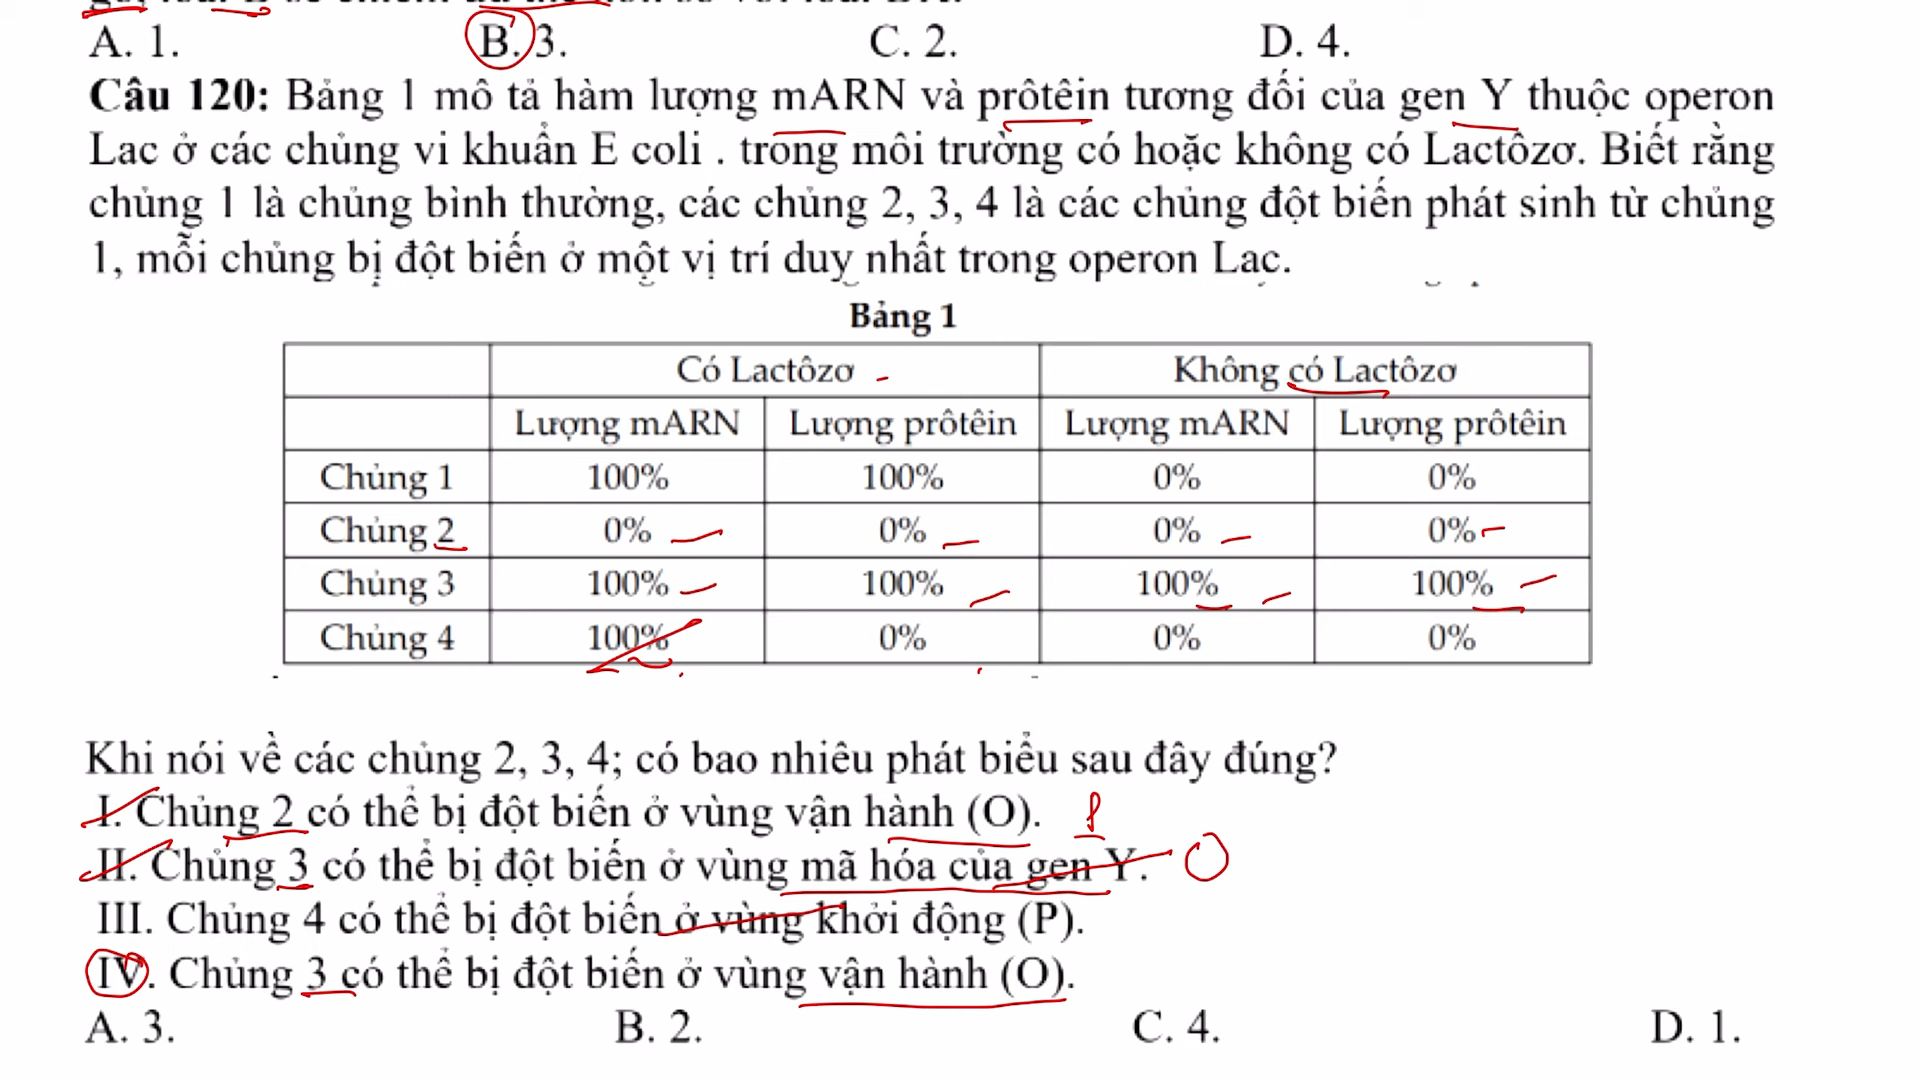 A. 1. B. 3. C. 2. D. 4.
Câu 120: Bảng 1 mô tả hàm lượng mARN và prôtêin tương đối của gen Y thuộc operon
Lac ở các chủng vi khuẩn E coli . trong môi trường có hoặc không có Lactôzơ. Biết rằng
chủng 1 là chủng bình thường, các chủng 2, 3, 4 là các chủng đột biến phát sinh từ chủng
1, mỗi chủng bị đột biến ở một vị trí duy nhất trong operon Lac.
Bảng 1
Có Lactôzơ Không có Lactôzơ
Lượng mARN Lượng prôtêin Lượng mARN Lượng prôtêin
Chủng 1 100% 100% 0% 0%
Chủng 2 0% 0% 0% 0%
Chủng 3 100% 100% 100% 100%
Chủng 4 100% 0% 0% 0%
Khi nói về các chủng 2, 3, 4; có bao nhiêu phát biểu sau đây đúng?
I. Chủng 2 có thể bị đột biến ở vùng vận hành (O). P
II. Chủng 3 có thể bị đột biến ở vùng mã hóa của gen Y. O
III. Chủng 4 có thể bị đột biến ở vùng khởi động (P).
IV. Chủng 3 có thể bị đột biến ở vùng vận hành (O).
A. 3. B. 2. C. 4. D. 1.